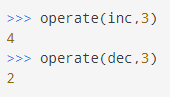 >>> operate(inc,3)
4
>>> operate(dec,3)
2